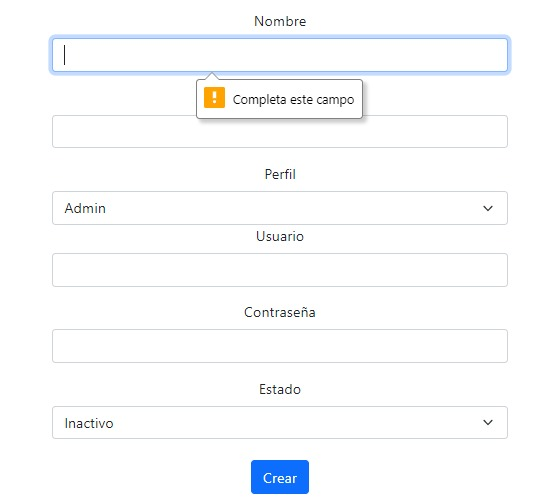 Nombre
Completa este campo
Perfil
Admin
Usuario
Contraseña
Estado
Inactivo
Crear